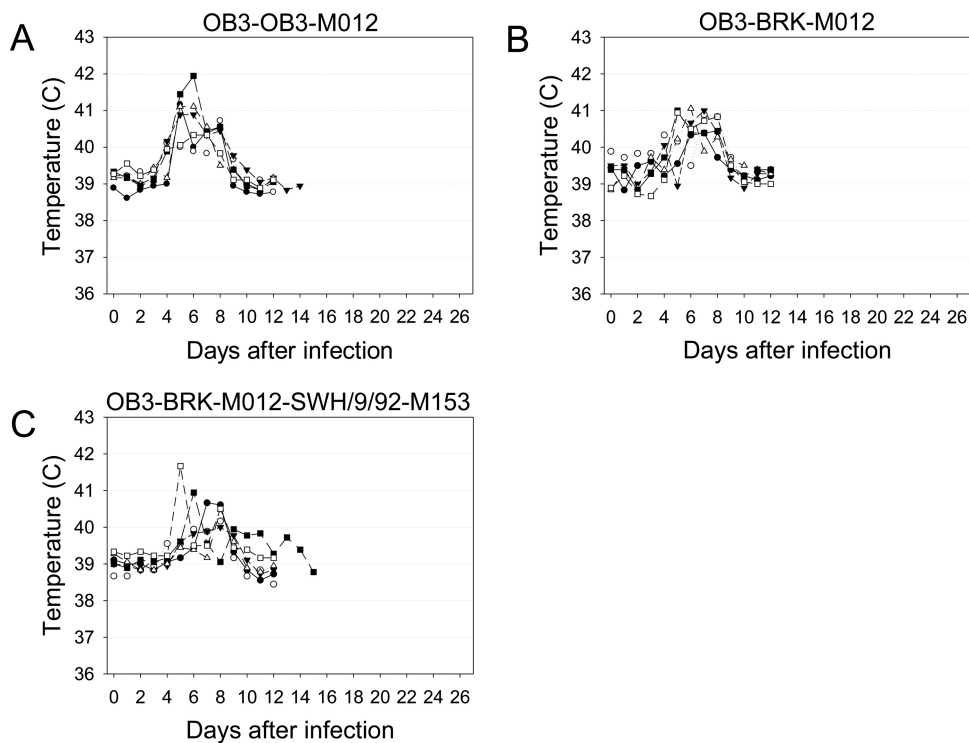 A
OB3-OB3-M012
43
42
41
40
39
38
37
36
Temperature (C)
0 2 4 6 8 10 12 14 16 18 20 22 24 26
Days after infection
B
OB3-BRK-M012
43
42
41
40
39
38
37
36
Temperature (C)
0 2 4 6 8 10 12 14 16 18 20 22 24 26
Days after infection
C
OB3-BRK-M012-SWH/9/92-M153
43
42
41
40
39
38
37
36
Temperature (C)
0 2 4 6 8 10 12 14 16 18 20 22 24 26
Days after infection